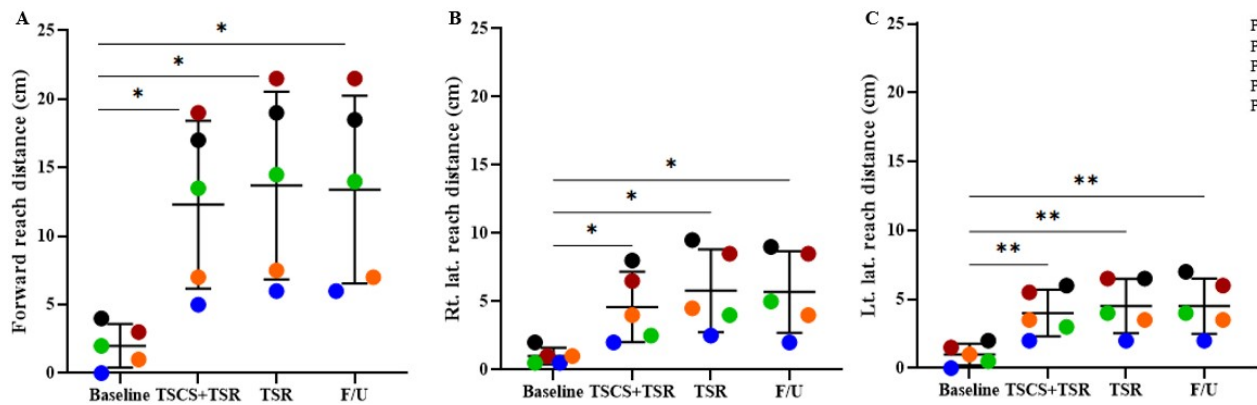 A
Forward reach distance (cm)
25
20
15
10
5
0
*
*
*
Baseline TSCS+TSR TSR F/U
B
Rt. lat. reach distance (cm)
25
20
15
10
5
0
*
*
*
Baseline TSCS+TSR TSR F/U
C
Lt. lat. reach distance (cm)
25
20
15
10
5
0
**
**
**
Baseline TSCS+TSR TSR F/U
P
P
P
P
P